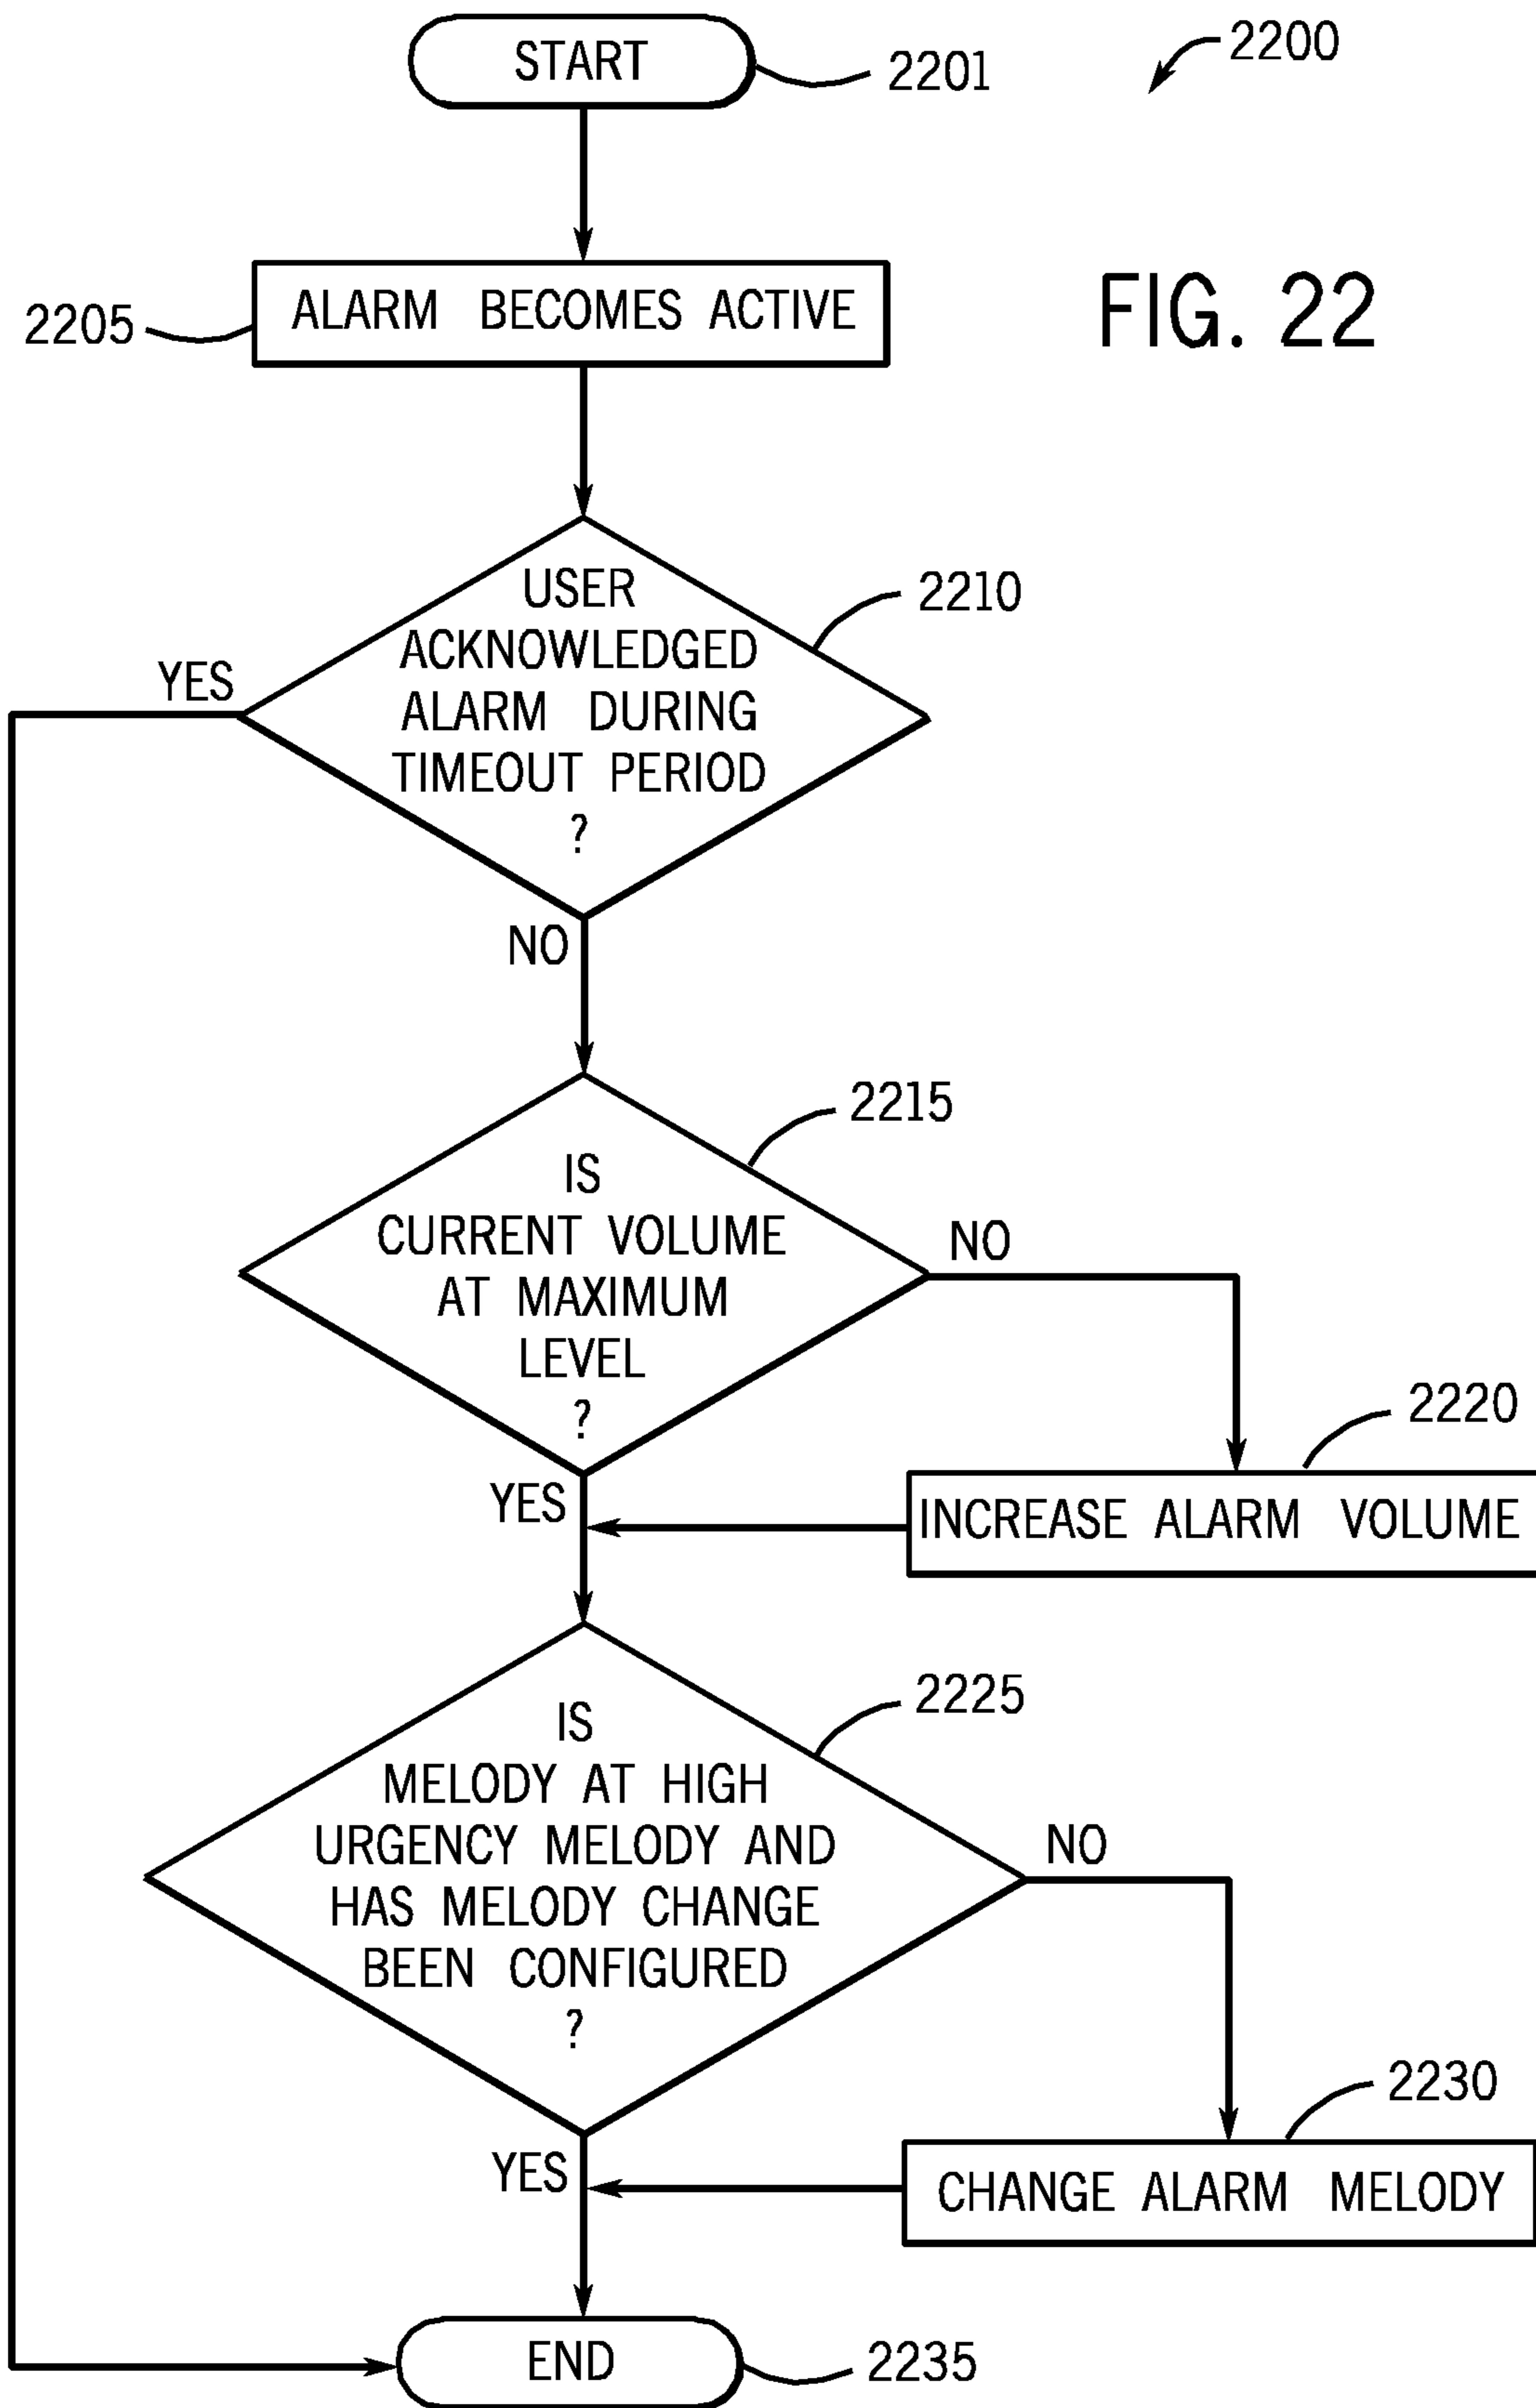 START
2201
2200
2205
ALARM BECOMES ACTIVE
FIG. 22
USER
ACKNOWLEDGED
ALARM DURING
TIMEOUT PERIOD
?
2210
YES
NO
2215
IS
CURRENT VOLUME
AT MAXIMUM
LEVEL
?
NO
2220
YES
INCREASE ALARM VOLUME
2225
IS
MELODY AT HIGH
URGENCY MELODY AND
HAS MELODY CHANGE
BEEN CONFIGURED
?
NO
2230
YES
CHANGE ALARM MELODY
END
2235